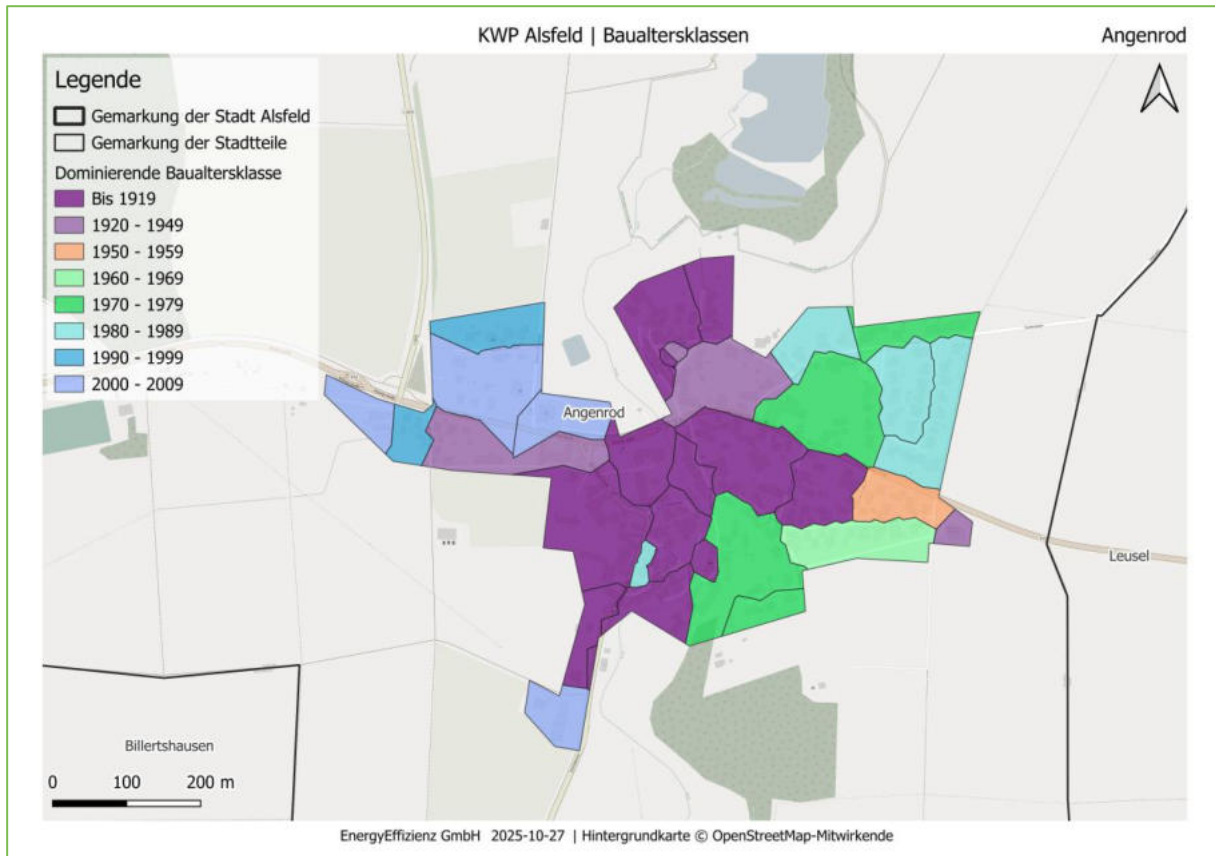 KWP Alsfeld | Baualtersklassen
Angenrod
Legende
Gemarkung der Stadt Alsfeld
Gemarkung der Stadtteile
Dominierende Baualtersklasse
Bis 1919
1920 - 1949
1950 - 1959
1960 - 1969
1970 - 1979
1980 - 1989
1990 - 1999
2000 - 2009
Angenrod
Leusel
Billertshausen
0 100 200 m
EnergyEffizienz GmbH 2025-10-27 | Hintergrundkarte © OpenStreetMap-Mitwirkende